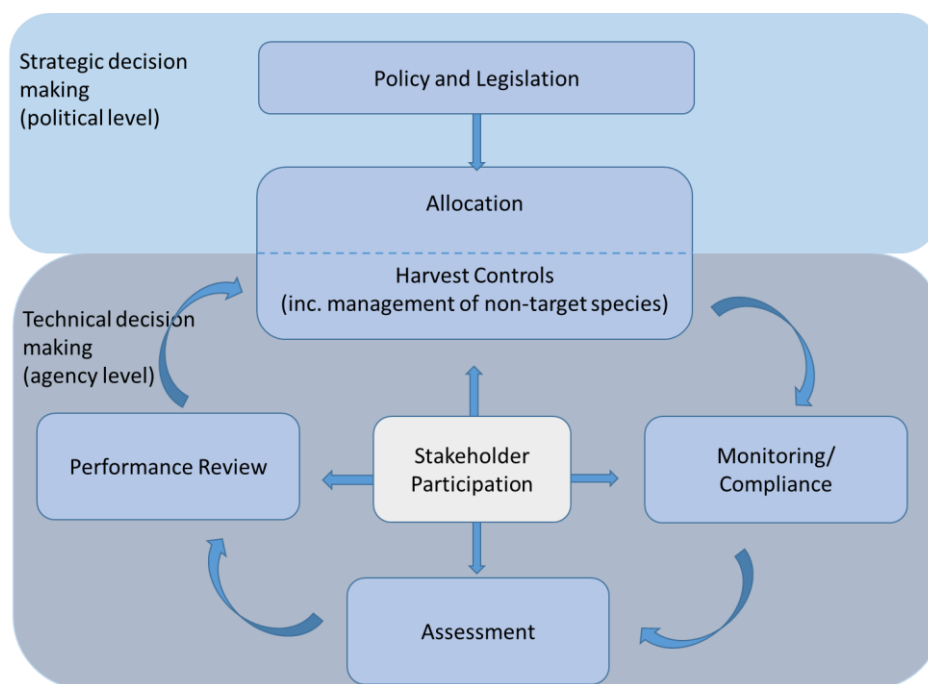 Strategic decision
making
(political level)
Policy and Legislation
Allocation
Harvest Controls
(inc. management of non-target species)
Technical decision
making
(agency level)
Performance Review
Stakeholder
Participation
Monitoring/
Compliance
Assessment